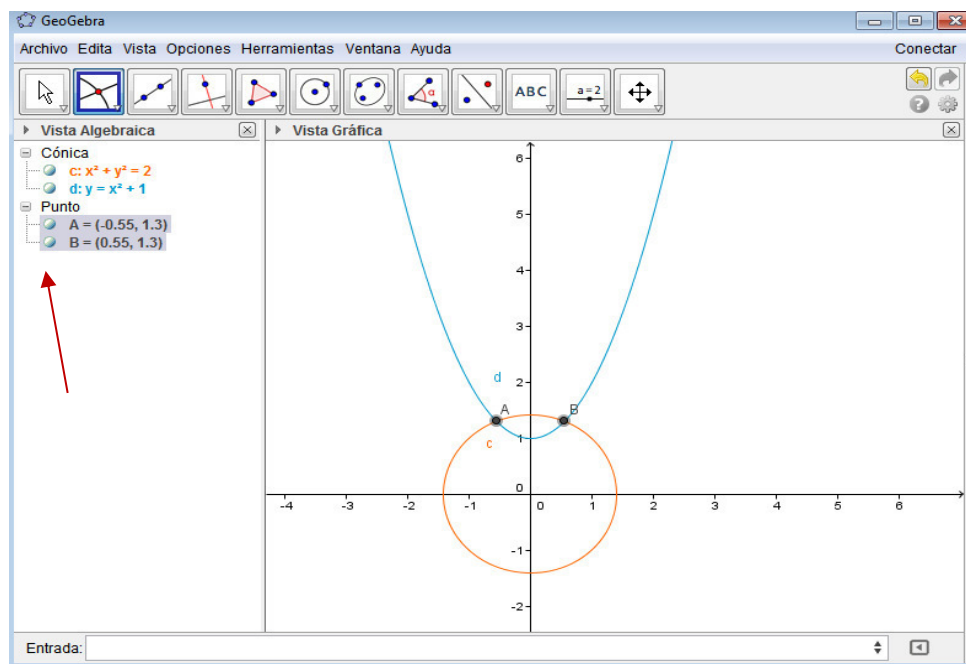 GeoGebra
Archivo Edita Vista Opciones Herramientas Ventana Ayuda Conectar
ABC a=2
α
Vista Algebraica
Cónica
c: x² + y² = 2
d: y = x² + 1
Punto
A = (-0.55, 1.3)
B = (0.55, 1.3)
Vista Gráfica
6
5
4
3
2
1
0
-1
-2
-4 -3 -2 -1 0 1 2 3 4 5 6
d
A B
c
Entrada: